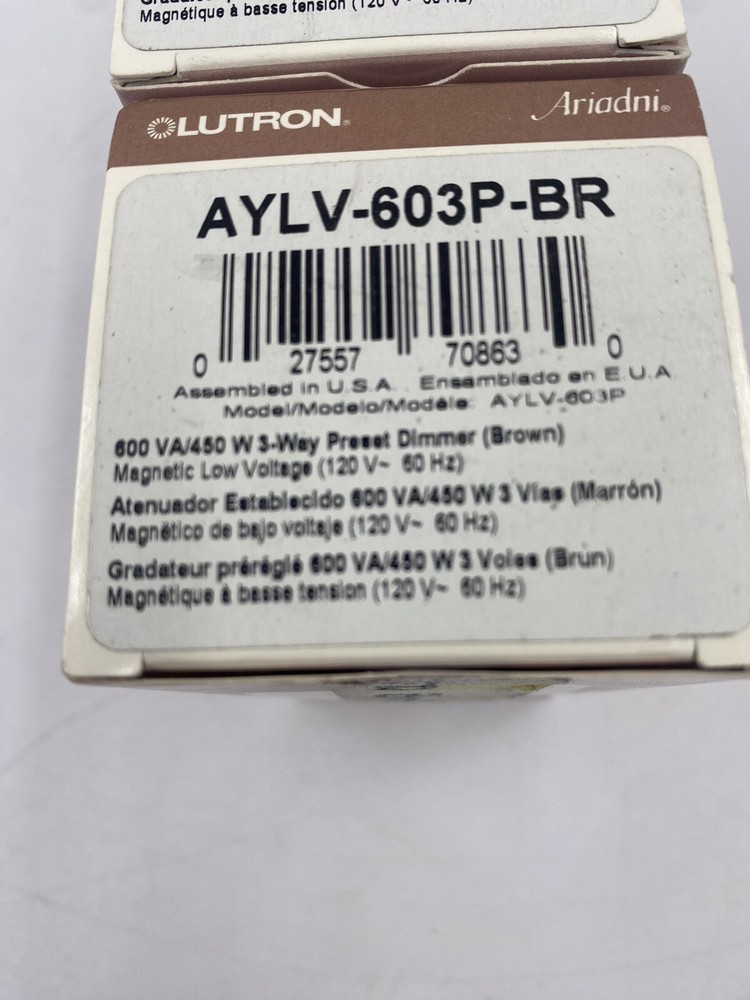 Magnétique à basse tension (120 V~ 60 Hz)
LUTRON® Ariadni®
AYLV-603P-BR
0 27557 70863 0
Assembled in U.S.A. Ensamblado en E.U.A
Model/Modelo/Modèle: AYLV-603P
600 VA/450 W 3-Way Preset Dimmer (Brown)
Magnetic Low Voltage (120 V~ 60 Hz)
Atenuador Establecido 600 VA/450 W 3 Vías (Marrón)
Magnético de bajo voltaje (120 V~ 60 Hz)
Gradateur préréglé 600 VA/450 W 3 Voies (Brun)
Magnétique à basse tension (120 V~ 60 Hz)